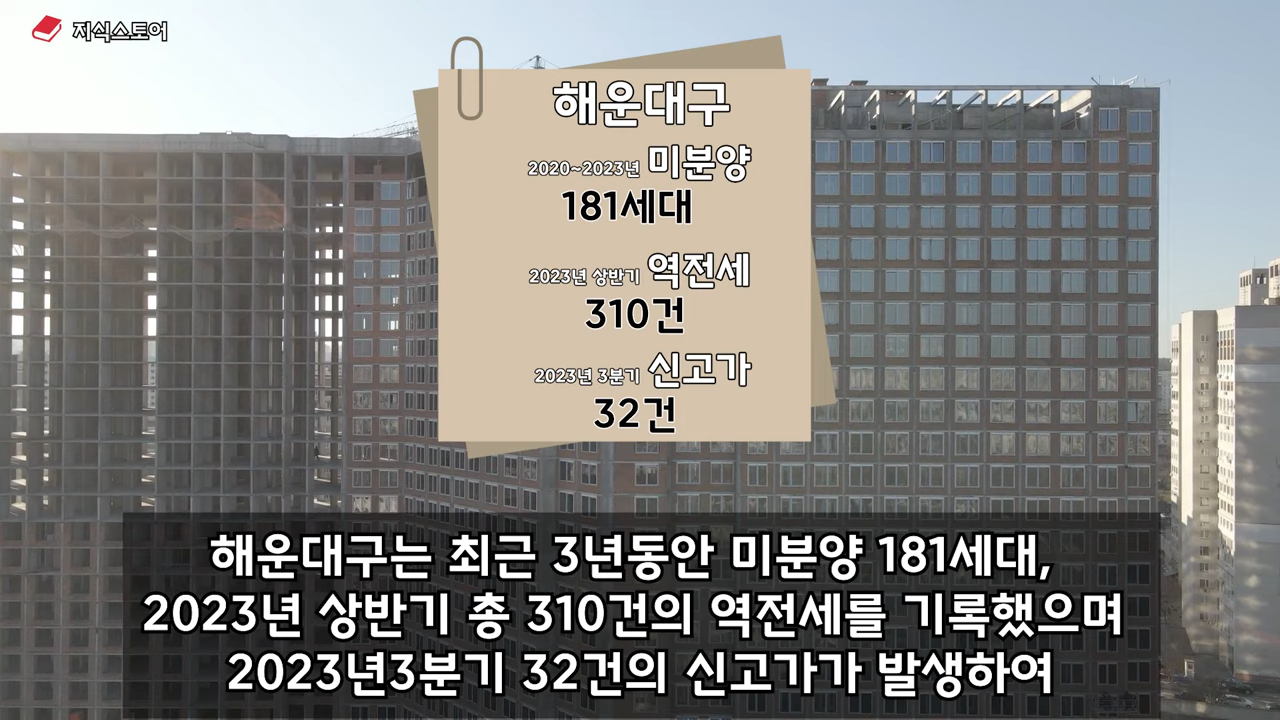 지식스토어
해운대구
2020~2023년 미분양
181세대
2023년 상반기 역전세
310건
2023년 3분기 신고가
32건
해운대구는 최근 3년동안 미분양 181세대,
2023년 상반기 총 310건의 역전세를 기록했으며
2023년3분기 32건의 신고가가 발생하여